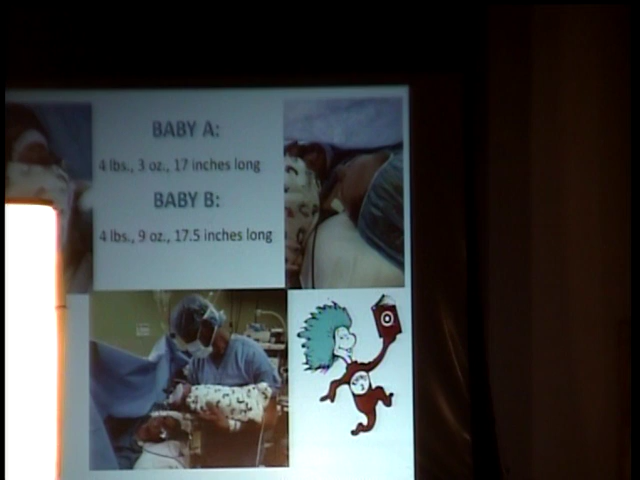 BABY A:
4 lbs., 3 oz., 17 inches long
BABY B:
4 lbs., 9 oz., 17.5 inches long